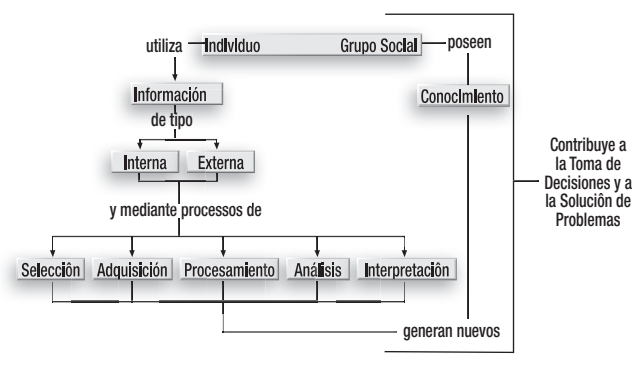 utiliza Individuo Grupo Social poseen
Información Conocimiento
de tipo
Interna Externa
y mediante processos de
Selección Adquisición Procesamiento Análisis Interpretación
generan nuevos
Contribuye a
la Toma de
Decisiones y a
la Solución de
Problemas